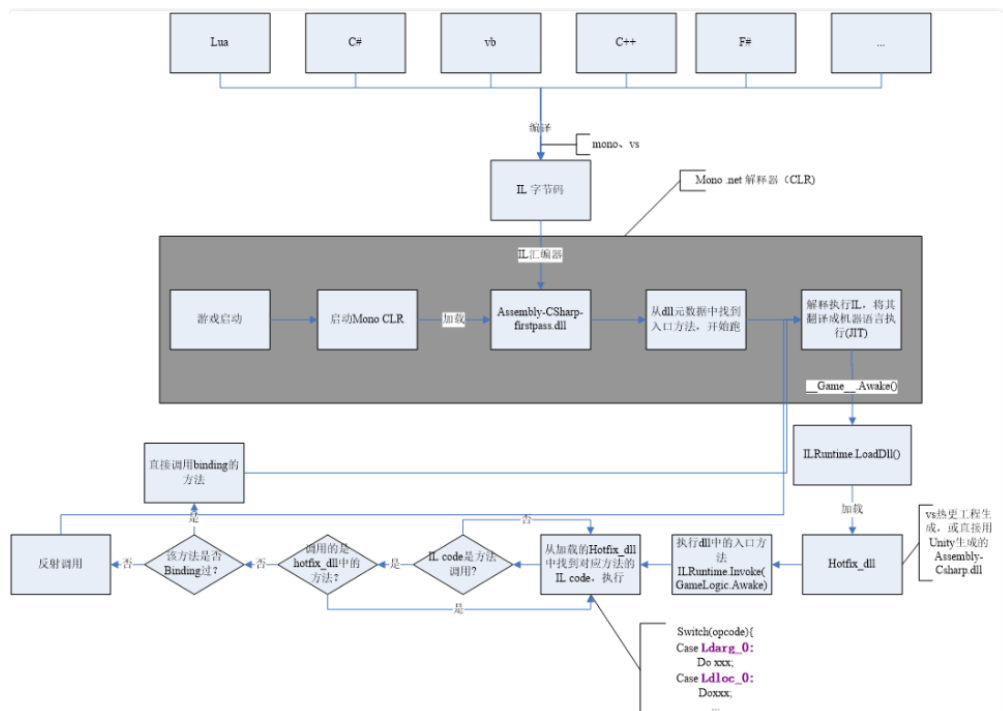 Lua
C#
vb
C++
F#
...
编译
mono、vs
IL 字节码
Mono .net 解释器（CLR)
IL汇编器
游戏启动
启动Mono CLR
加载
Assembly-CSharp-
firstpass.dll
从dll元数据中找到
入口方法，开始跑
解释执行IL，将其
翻译成机器语言执
行(JIT)
__Game__.Awake()
ILRuntime.LoadDll()
加载
vs热更工程生
成，或直接用
Unity生成的
Assembly-
Csharp.dll
Hotfix_dll
执行dll中的入口方
法
ILRuntime.Invoke(
GameLogic.Awake)
从加载的Hotfix_dll
中找到对应方法的
IL code，执行
否
IL code是方法
调用？
是
调用的是
hotfix_dll中的
方法？
是
否
该方法是否
Binding过？
是
直接调用binding的
方法
否
反射调用
Switch(opcode){
Case Ldarg_0:
Do xxx;
Case Ldloc_0:
Doxxx;
...